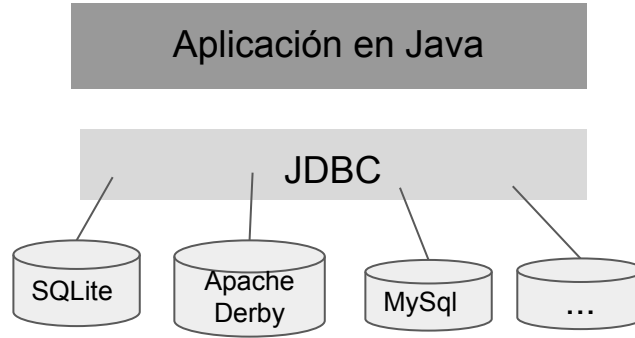 Aplicación en Java
JDBC
SQLite
Apache
Derby
MySql
...